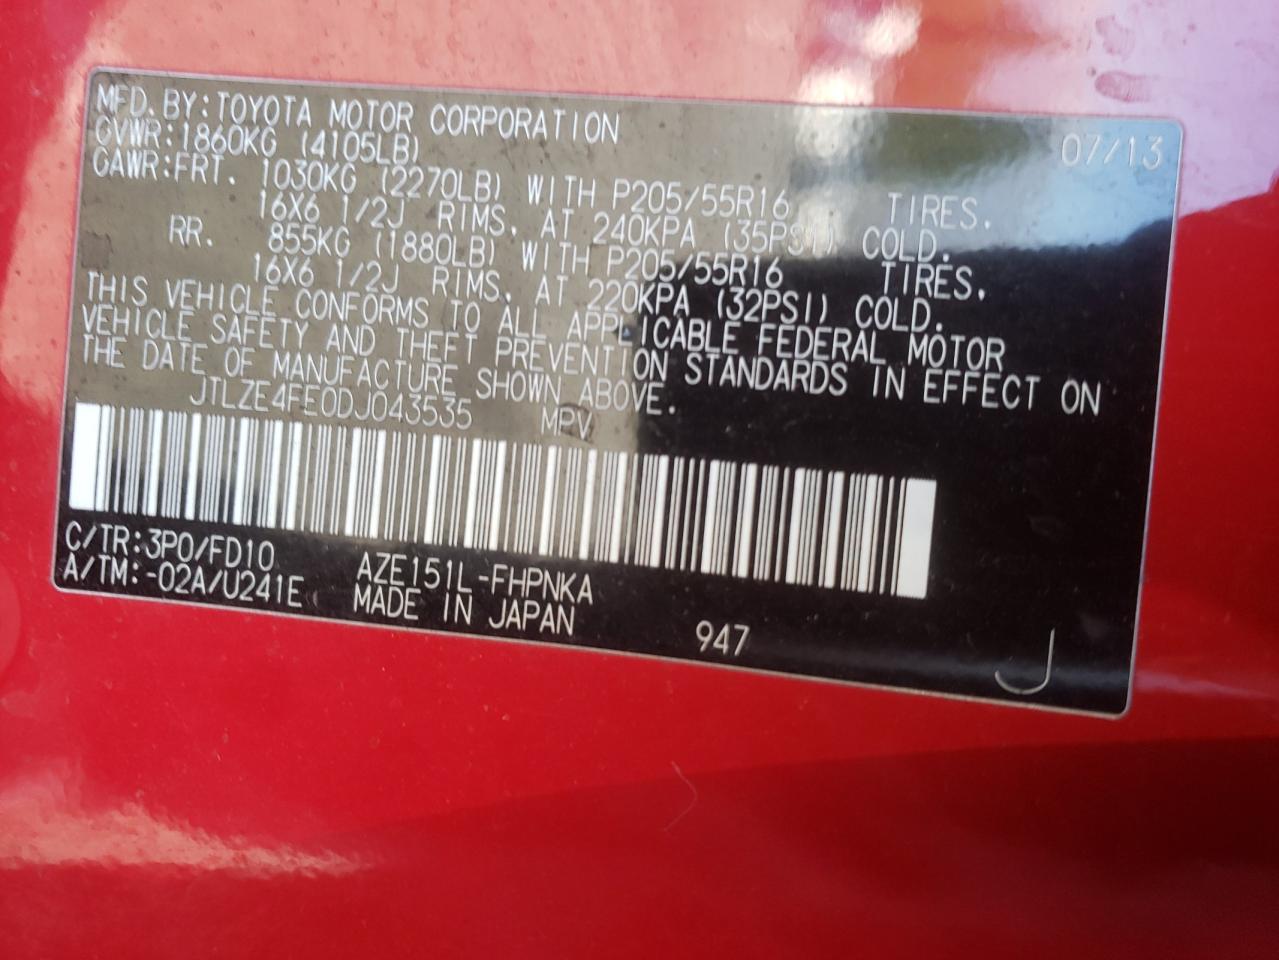 MFD. BY: TOYOTA MOTOR CORPORATION 07/13
GVWR: 1860KG (4105LB)
GAWR: FRT. 1030KG (2270LB) WITH P205/55R16 TIRES.
16X6 1/2J RIMS, AT 240KPA (35PSI) COLD.
RR. 855KG (1880LB) WITH P205/55R16 TIRES,
16X6 1/2J RIMS, AT 220KPA (32PSI) COLD.
THIS VEHICLE CONFORMS TO ALL APPLICABLE FEDERAL MOTOR
VEHICLE SAFETY AND THEFT PREVENTION STANDARDS IN EFFECT ON
THE DATE OF MANUFACTURE SHOWN ABOVE.
JTLZE4FE0DJ043535 MPV
C/TR: 3P0/FD10 AZE151L-FHPNKA
A/TM: -02A/U241E MADE IN JAPAN 947 J